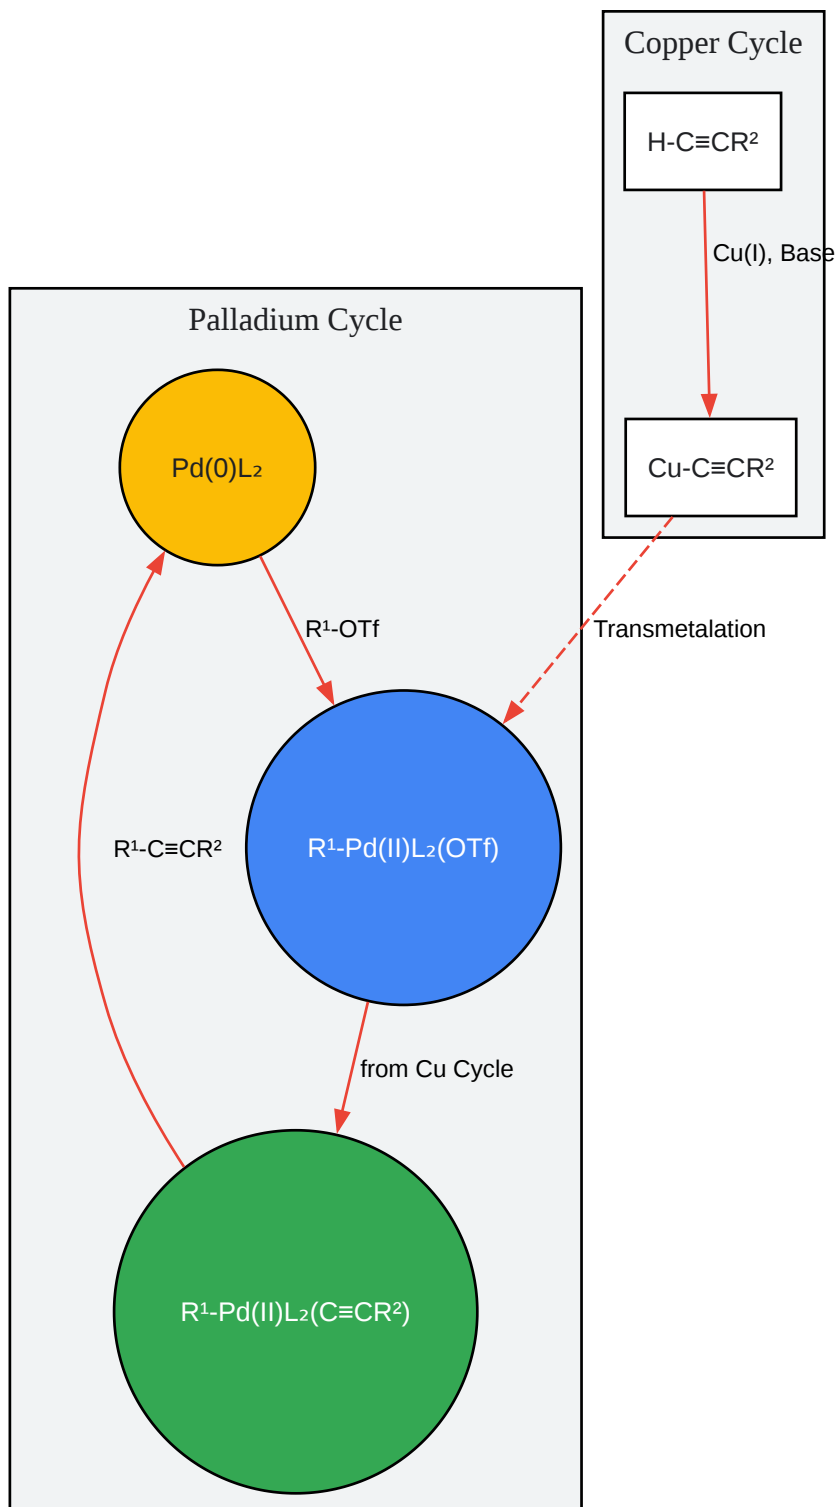 Copper Cycle
H-C≡CR²
Cu(I), Base
Palladium Cycle
Pd(0)L₂
Cu-C≡CR²
R¹-OTf
Transmetalation
R¹-C≡CR²
R¹-Pd(II)L₂(OTf)
from Cu Cycle
R¹-Pd(II)L₂(C≡CR²)